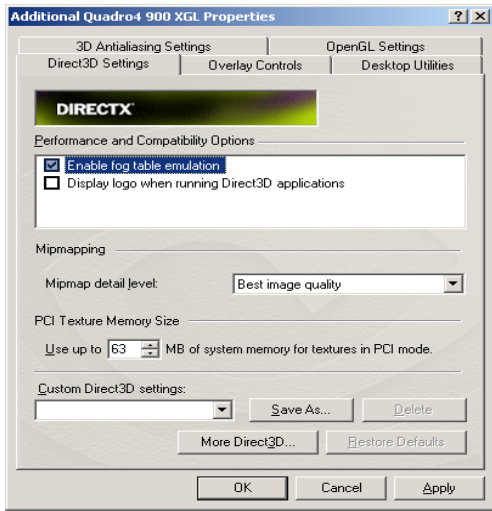 Additional Quadro4 900 XGL Properties
3D Antialiasing Settings OpenGL Settings
Direct3D Settings Overlay Controls Desktop Utilities
DIRECTX
Performance and Compatibility Options
Enable fog table emulation
Display logo when running Direct3D applications
Mipmapping
Mipmap detail level: Best image quality
PCI Texture Memory Size
Use up to 63 MB of system memory for textures in PCI mode.
Custom Direct3D settings:
Save As... Delete
More Direct3D... Restore Defaults
OK Cancel Apply